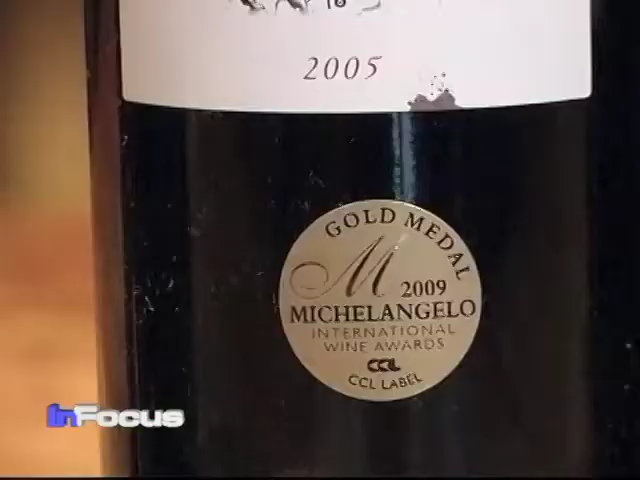 2005
GOLD MEDAL
M 2009
MICHELANGELO
INTERNATIONAL
WINE AWARDS
CCL
CCL LABEL
InFocus